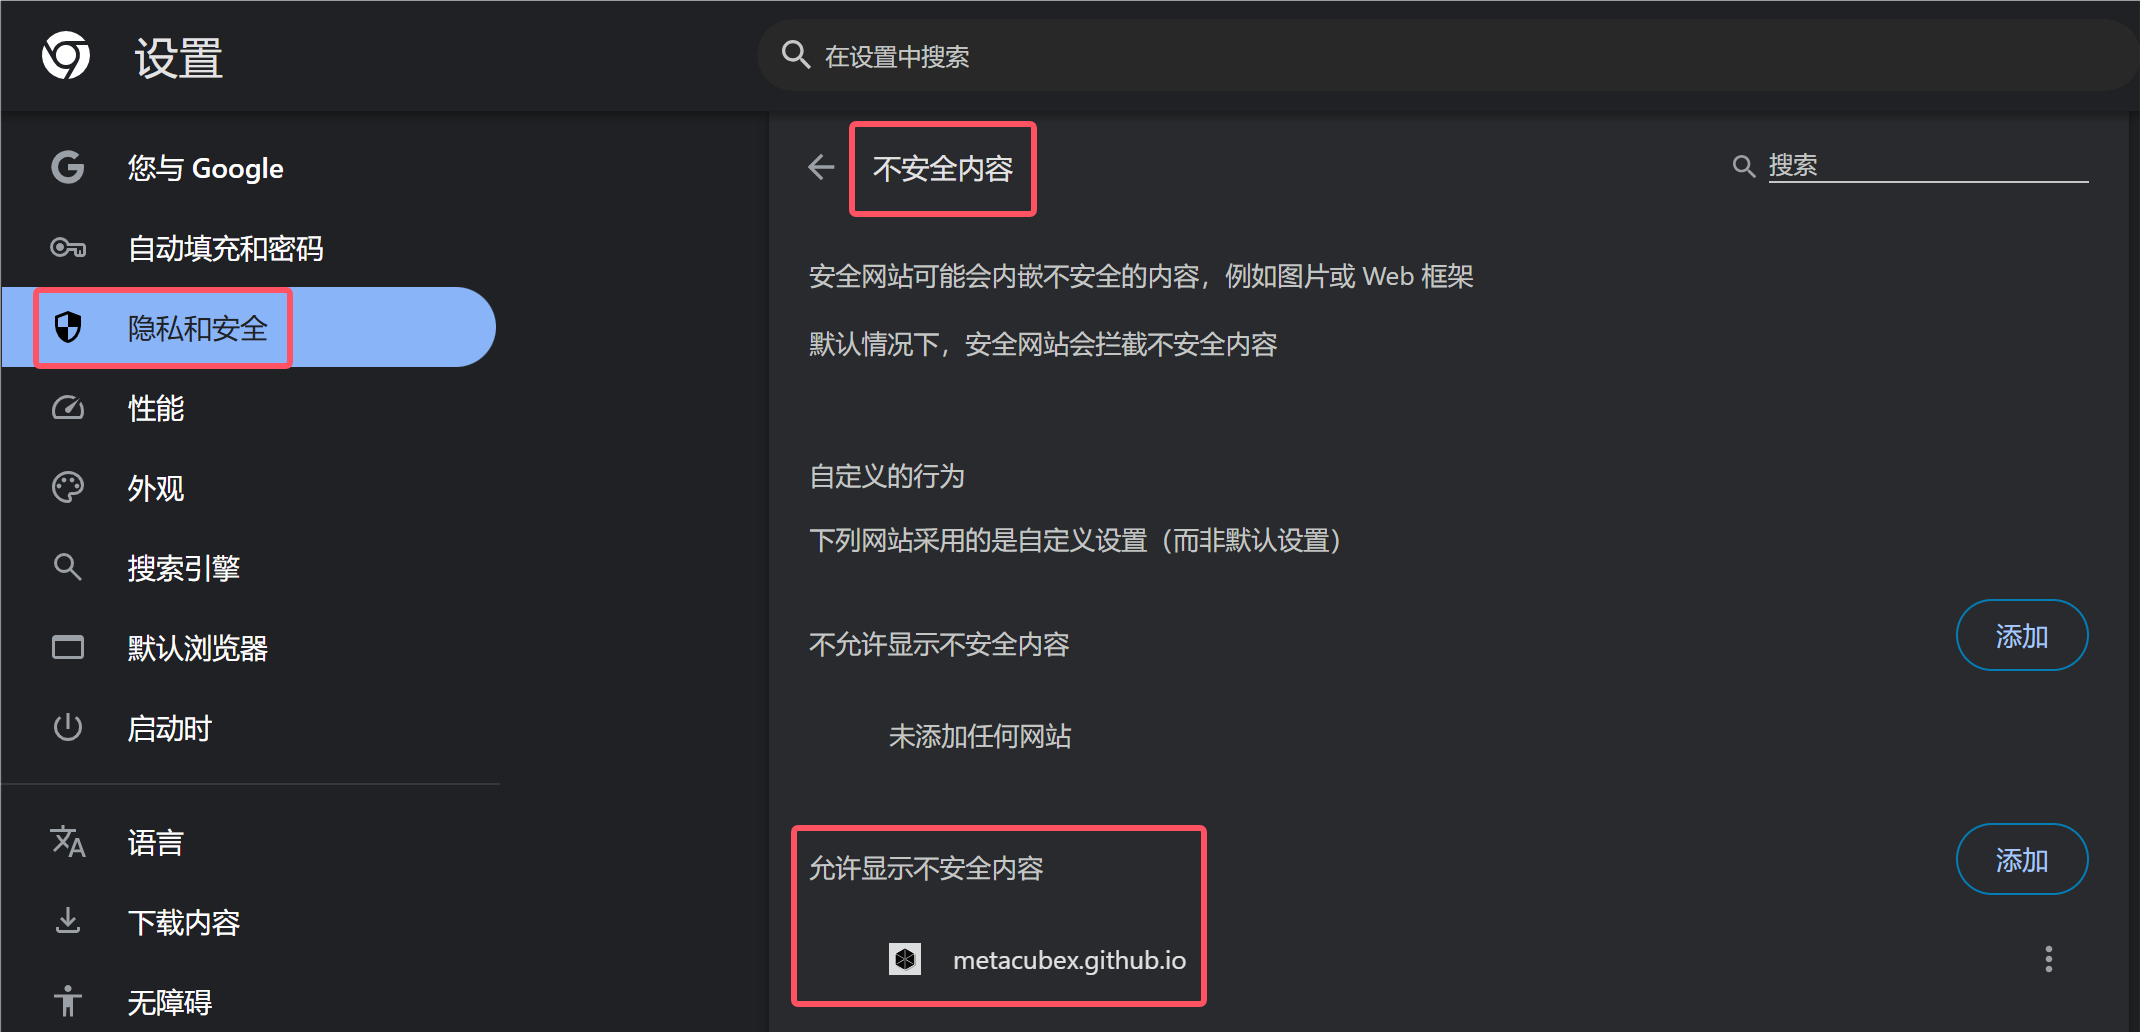 设置
在设置中搜索
您与 Google
自动填充和密码
隐私和安全
性能
外观
搜索引擎
默认浏览器
启动时
语言
下载内容
无障碍
不安全内容
搜索
安全网站可能会内嵌不安全的内容，例如图片或 Web 框架
默认情况下，安全网站会拦截不安全内容
自定义的行为
下列网站采用的是自定义设置（而非默认设置）
不允许显示不安全内容
添加
未添加任何网站
允许显示不安全内容
添加
metacubex.github.io